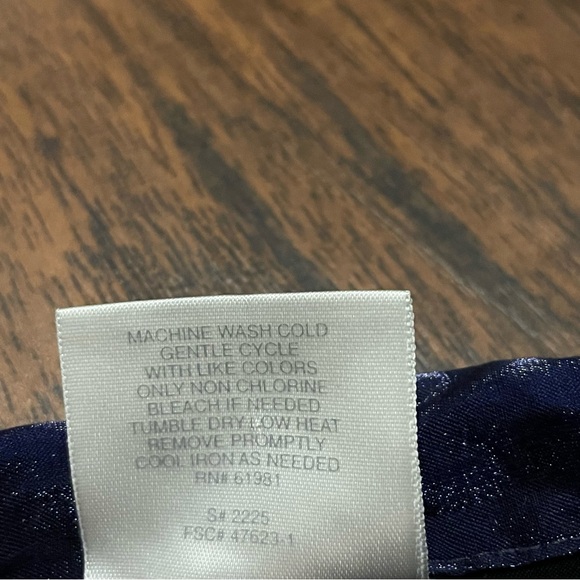 MACHINE WASH COLD
GENTLE CYCLE
WITH LIKE COLORS
ONLY NON CHLORINE
BLEACH IF NEEDED
TUMBLE DRY LOW HEAT
REMOVE PROMPTLY
COOL IRON AS NEEDED
RN# 61981
S# 2225
FSC# 47623-1